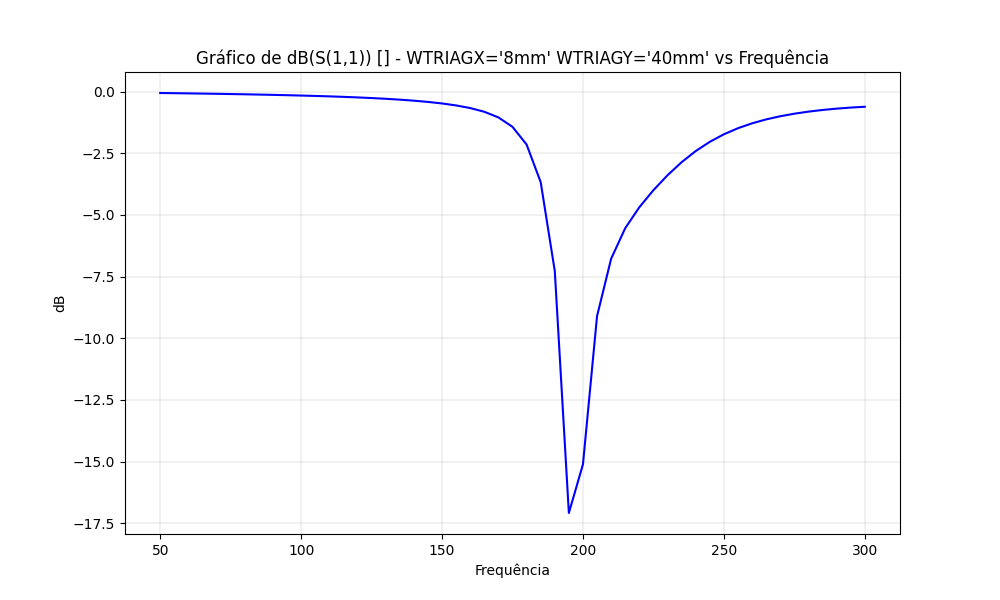 Gráfico de dB(S(1,1)) [] - WTRIAGX='8mm' WTRIAGY='40mm' vs Frequência
0.0
−2.5
−5.0
−7.5
−10.0
−12.5
−15.0
−17.5
dB
50 100 150 200 250 300
Frequência